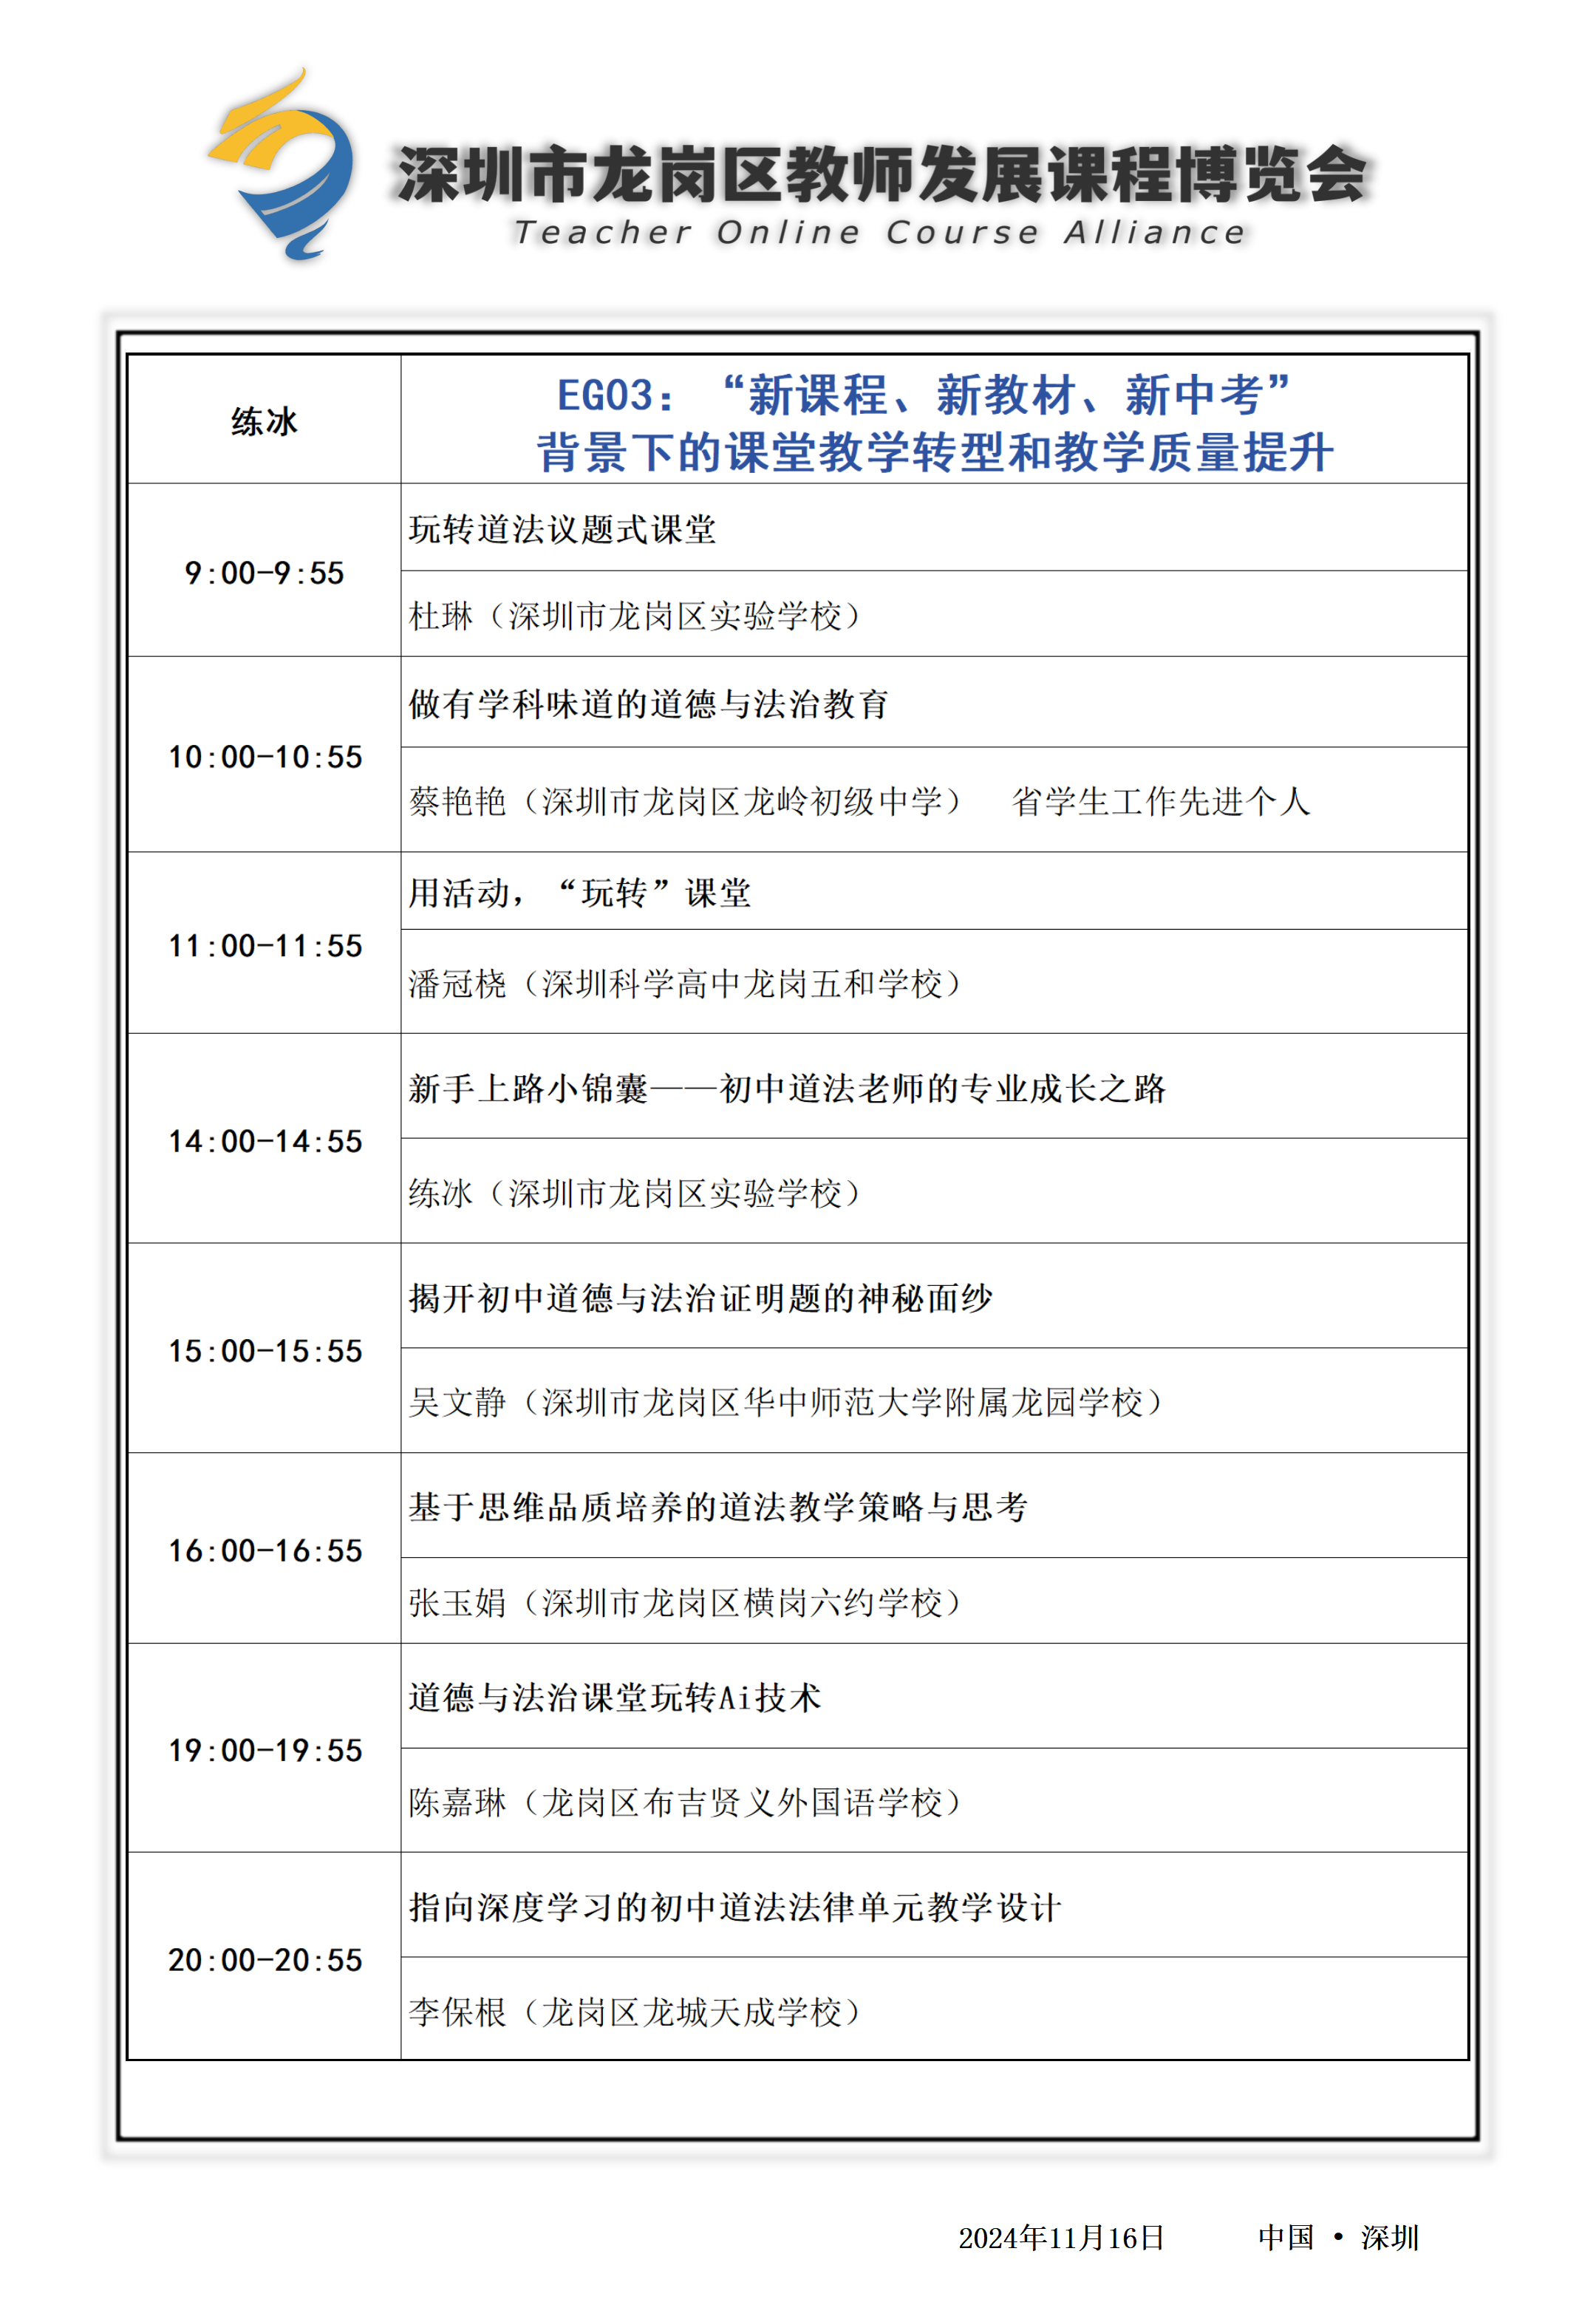 深圳市龙岗区教师发展课程博览会
Teacher Online Course Alliance
练冰
EG03：“新课程、新教材、新中考”
背景下的课堂教学转型和教学质量提升
9:00-9:55
玩转道法议题式课堂
杜琳（深圳市龙岗区实验学校）
10:00-10:55
做有学科味道的道德与法治教育
蔡艳艳（深圳市龙岗区龙岭初级中学） 省学生工作先进个人
11:00-11:55
用活动，“玩转”课堂
潘冠桡（深圳科学高中龙岗五和学校）
14:00-14:55
新手上路小锦囊——初中道法老师的专业成长之路
练冰（深圳市龙岗区实验学校）
15:00-15:55
揭开初中道德与法治证明题的神秘面纱
吴文静（深圳市龙岗区华中师范大学附属龙园学校）
16:00-16:55
基于思维品质培养的道法教学策略与思考
张玉娟（深圳市龙岗区横岗六约学校）
19:00-19:55
道德与法治课堂玩转Ai技术
陈嘉琳（龙岗区布吉贤义外国语学校）
20:00-20:55
指向深度学习的初中道法法律单元教学设计
李保根（龙岗区龙城天成学校）
2024年11月16日 中国 • 深圳